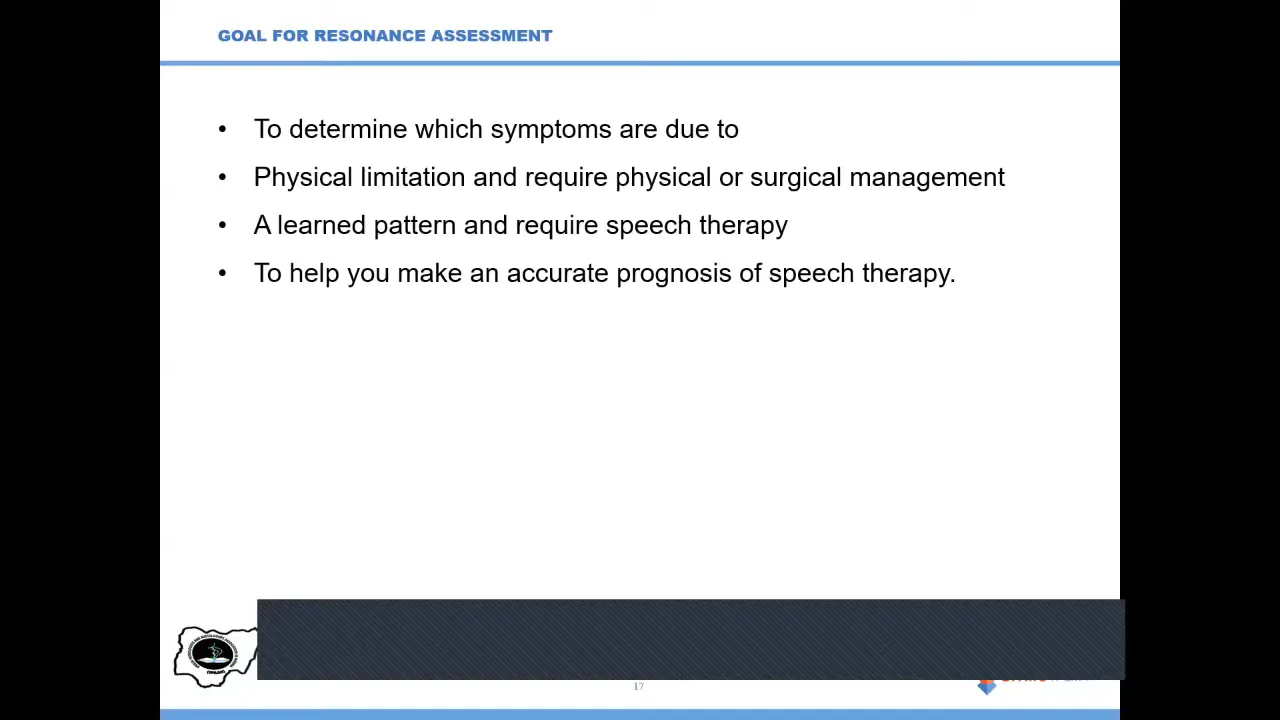 GOAL FOR RESONANCE ASSESSMENT
• To determine which symptoms are due to
• Physical limitation and require physical or surgical management
• A learned pattern and require speech therapy
• To help you make an accurate prognosis of speech therapy.
17